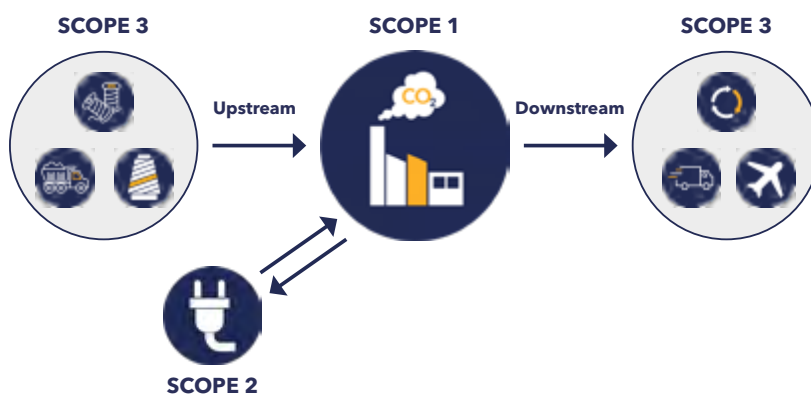 SCOPE 3
SCOPE 1
SCOPE 3
Upstream
CO2
Downstream
SCOPE 2